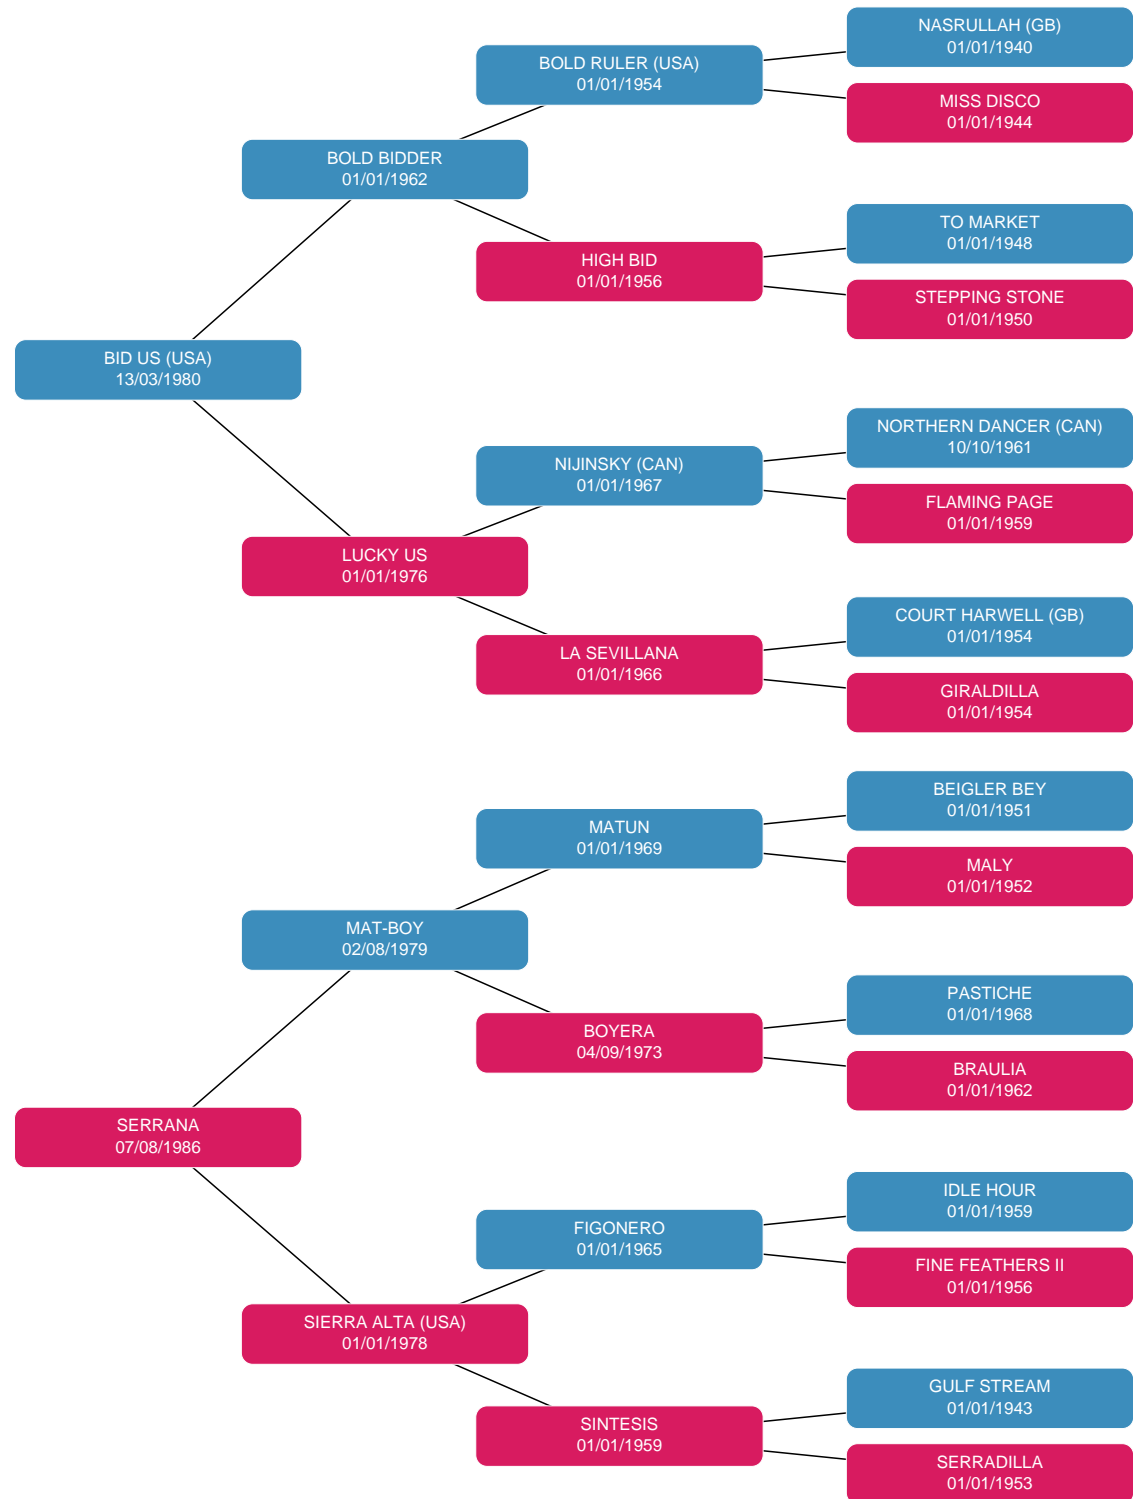 NASRULLAH (GB)
01/01/1940
BOLD RULER (USA)
01/01/1954
MISS DISCO
01/01/1944
BOLD BIDDER
01/01/1962
TO MARKET
01/01/1948
HIGH BID
01/01/1956
STEPPING STONE
01/01/1950
BID US (USA)
13/03/1980
NORTHERN DANCER (CAN)
10/10/1961
NIJINSKY (CAN)
01/01/1967
FLAMING PAGE
01/01/1959
LUCKY US
01/01/1976
COURT HARWELL (GB)
01/01/1954
LA SEVILLANA
01/01/1966
GIRALDILLA
01/01/1954
BEIGLER BEY
01/01/1951
MATUN
01/01/1969
MALY
01/01/1952
MAT-BOY
02/08/1979
PASTICHE
01/01/1968
BOYERA
04/09/1973
BRAULIA
01/01/1962
SERRANA
07/08/1986
IDLE HOUR
01/01/1959
FIGONERO
01/01/1965
FINE FEATHERS II
01/01/1956
SIERRA ALTA (USA)
01/01/1978
GULF STREAM
01/01/1943
SINTESIS
01/01/1959
SERRADILLA
01/01/1953